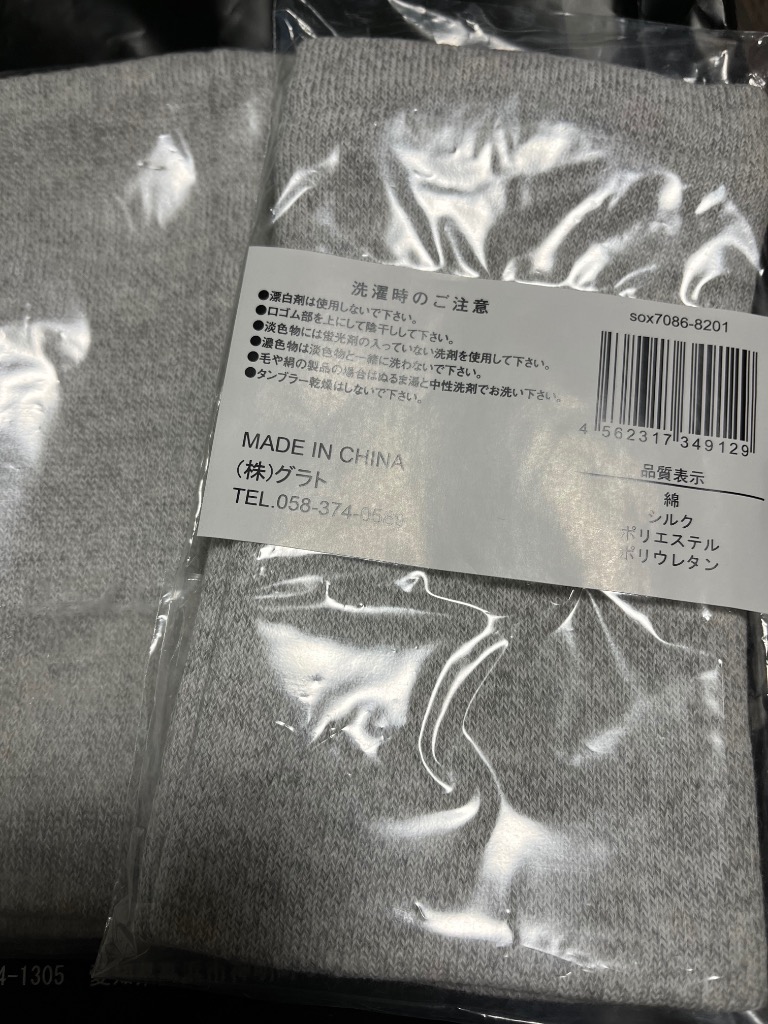 洗濯時のご注意
●漂白剤は使用しないで下さい。
●口ゴム部を上にして陰干しして下さい。
●淡色物には蛍光剤の入っていない洗剤を使用して下さい。
●濃色物は淡色物と一緒に洗わないで下さい。
●毛や絹の製品の場合はぬるま湯と中性洗剤でお洗い下さい。
●タンブラー乾燥はしないで下さい。
MADE IN CHINA
(株)グラト
TEL.058-374-0580
sox7086-8201
4 562317 349129
品質表示
綿
シルク
ポリエステル
ポリウレタン
4-1305